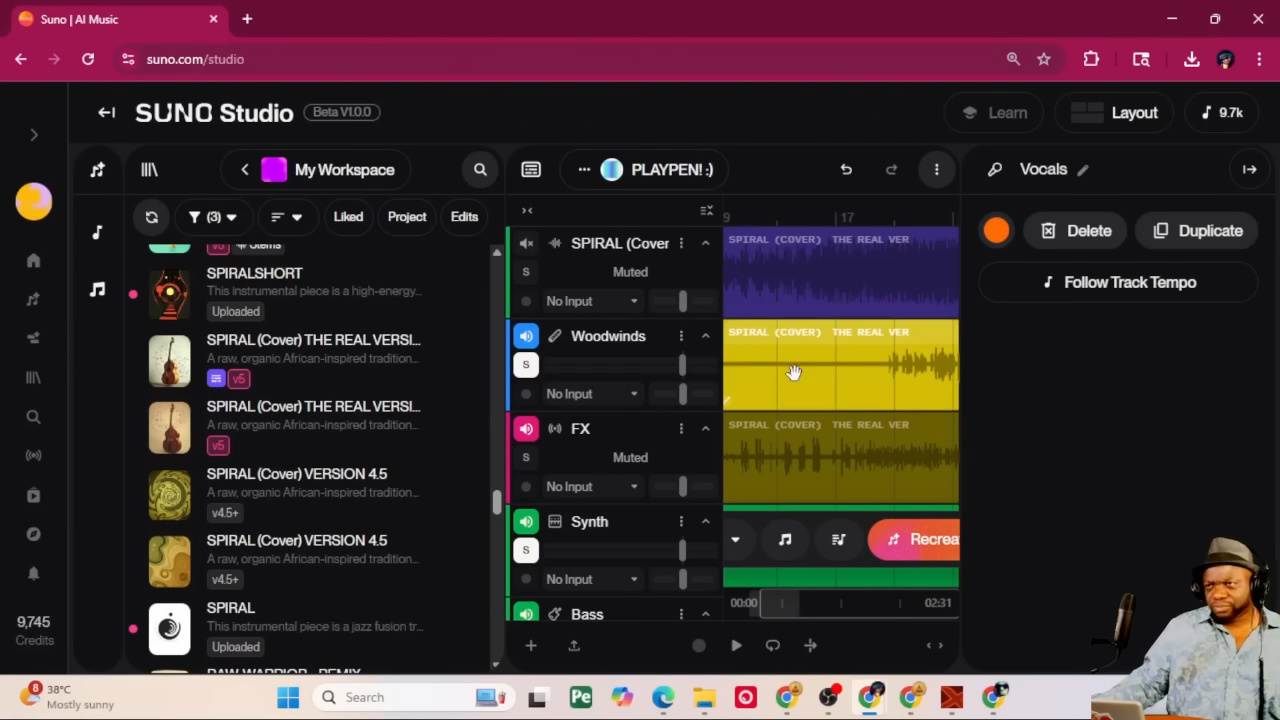 Suno | AI Music
suno.com/studio
SUNO Studio
Beta V1.0.0
Learn
Layout
9.7k
My Workspace
PLAYPEN! :)
Vocals
(3)
Liked
Project
Edits
9
17
v5
Stems
SPIRALSHORT
This instrumental piece is a high-energy...
Uploaded
SPIRAL (Cover) THE REAL VERSI...
A raw, organic African-inspired tradition...
v5
SPIRAL (Cover) THE REAL VERSI...
A raw, organic African-inspired tradition...
v5
SPIRAL (Cover) VERSION 4.5
A raw, organic African-inspired tradition...
v4.5+
SPIRAL (Cover) VERSION 4.5
A raw, organic African-inspired tradition...
v4.5+
SPIRAL
This instrumental piece is a jazz fusion tr...
Uploaded
RAW WARRIOR - REMIX
SPIRAL (Cover
S
Muted
No Input
Woodwinds
S
No Input
FX
S
Muted
No Input
Synth
S
No Input
Bass
SPIRAL (COVER) THE REAL VER
SPIRAL (COVER) THE REAL VER
SPIRAL (COVER) THE REAL VER
Recrea
00:00
02:31
Delete
Duplicate
Follow Track Tempo
9,745
Credits
8
38°C
Mostly sunny
Search
Pe